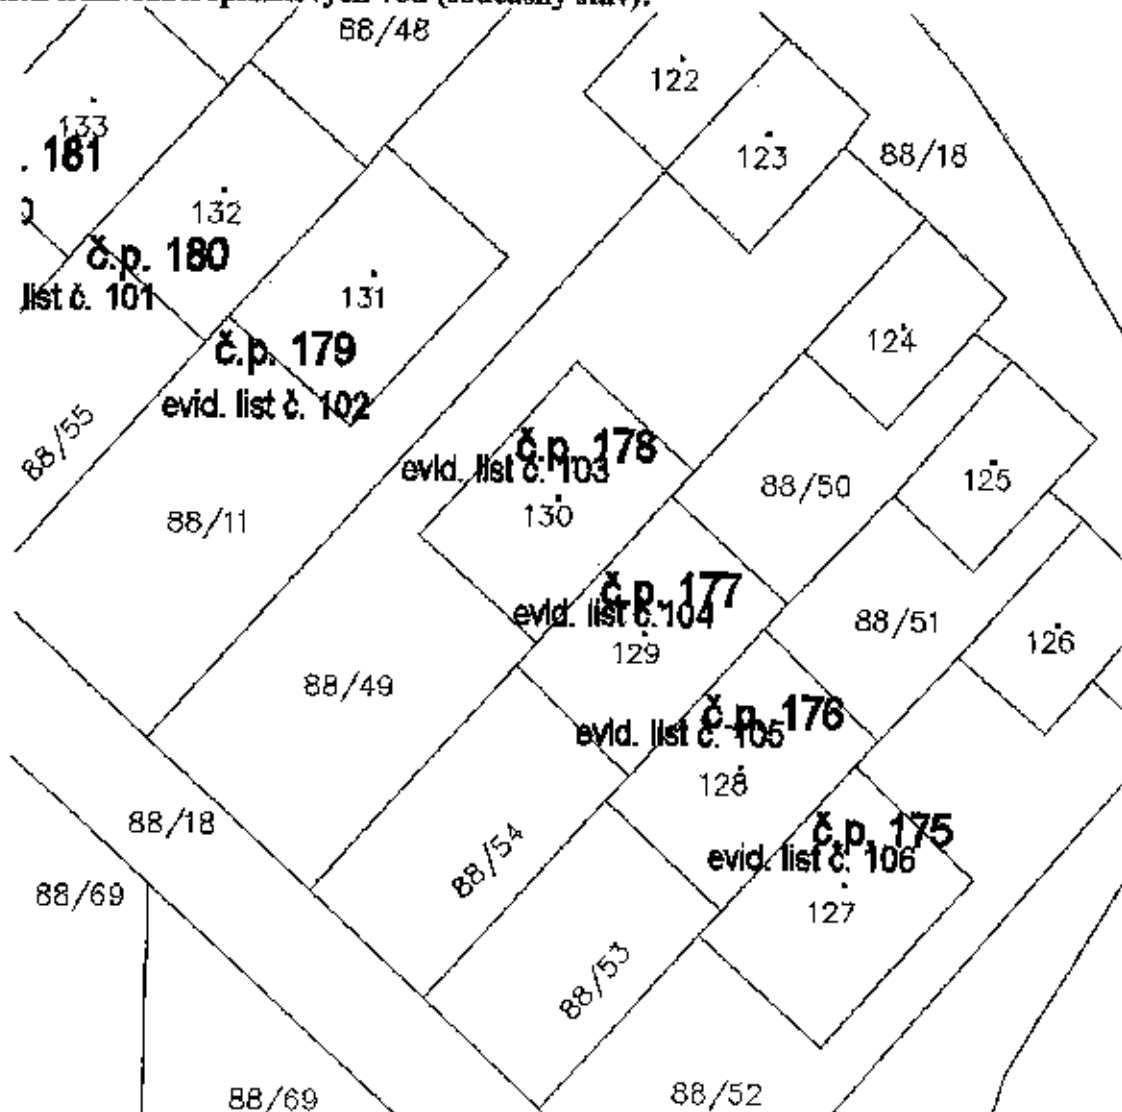 (současný stav).
88/48
122
133
. 181
123
88/18
132
č.p. 180
list č. 101
131
č.p. 179
evid. list č. 102
124
88/55
č.p. 178
evid. list č. 103
130
88/50
125
88/11
č.p. 177
evid. list č. 104
129
88/51
126
88/49
č.p. 176
evid. list č. 105
128
88/18
88/54
č.p. 175
evid. list č. 106
88/69
127
88/53
88/69
88/52